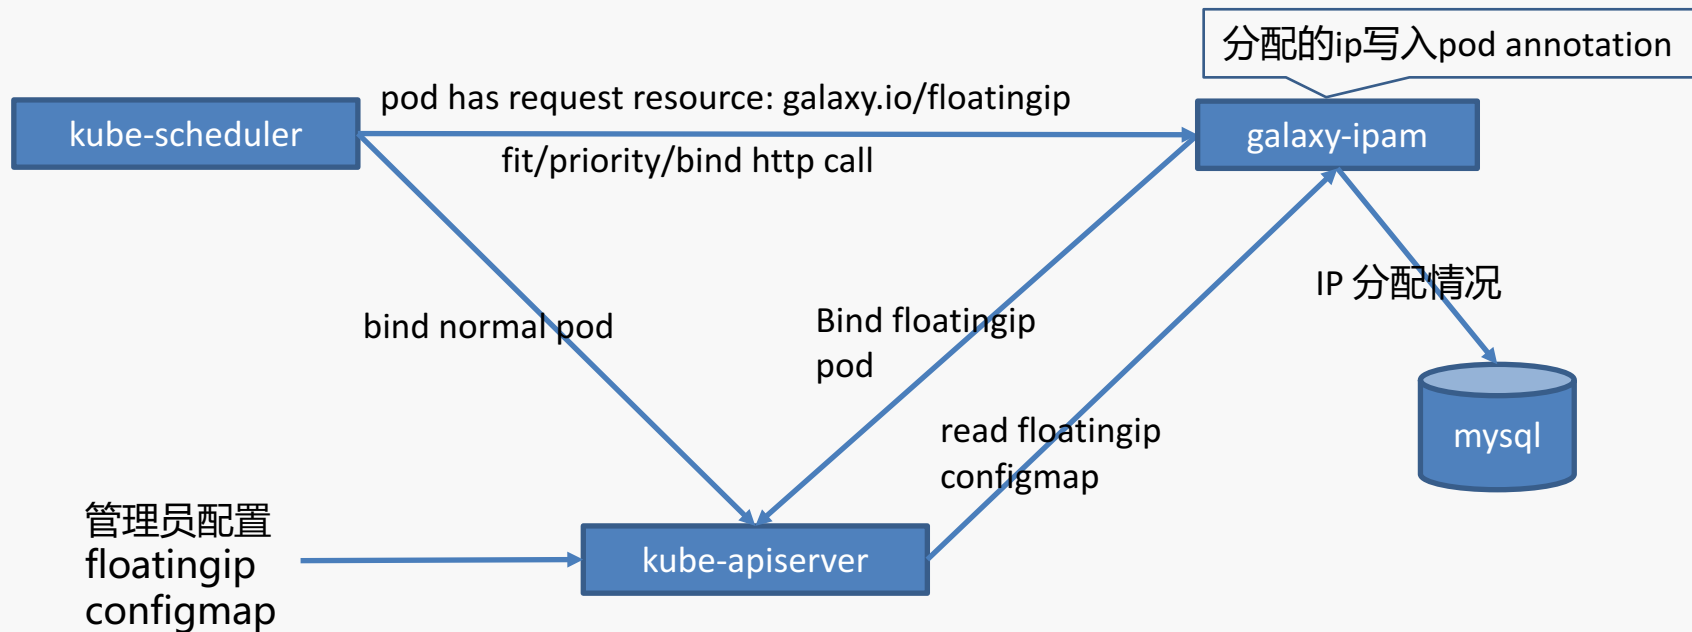 分配的ip写入pod annotation
pod has request resource: galaxy.io/floatingip
kube-scheduler
galaxy-ipam
fit/priority/bind http call
IP 分配情况
bind normal pod
Bind floatingip
pod
read floatingip
configmap
mysql
管理员配置
floatingip
configmap
kube-apiserver